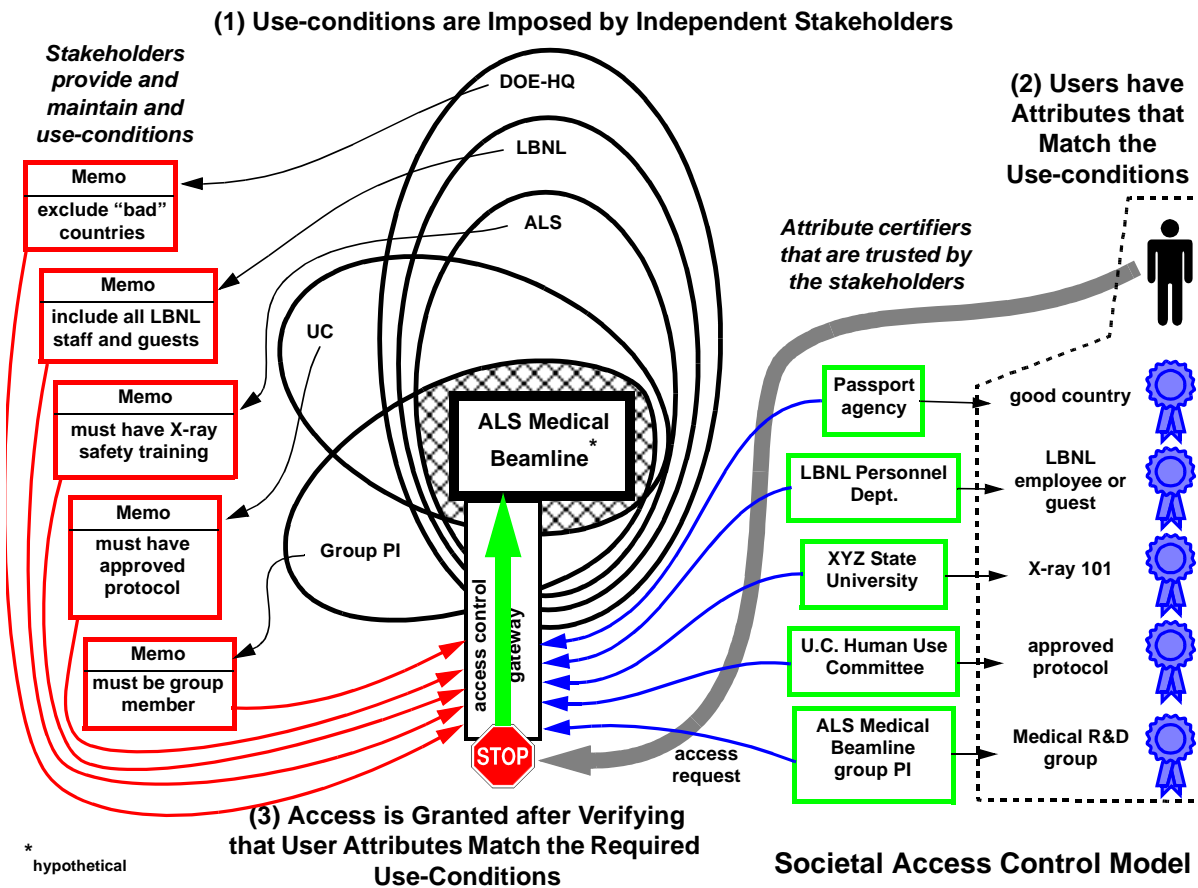 (1) Use-conditions are Imposed by Independent Stakeholders
Stakeholders
provide and
maintain and
use-conditions
DOE-HQ
LBNL
ALS
UC
Group PI
Memo
exclude “bad”
countries
Memo
include all LBNL
staff and guests
Memo
must have X-ray
safety training
Memo
must have
approved
protocol
Memo
must be group
member
ALS Medical
Beamline*
access control
gateway
STOP
(2) Users have
Attributes that
Match the
Use-conditions
Attribute certifiers
that are trusted by
the stakeholders
Passport
agency
good country
LBNL Personnel
Dept.
LBNL
employee or
guest
XYZ State
University
X-ray 101
U.C. Human Use
Committee
approved
protocol
ALS Medical
Beamline
group PI
Medical R&D
group
access
request
(3) Access is Granted after Verifying
that User Attributes Match the Required
Use-Conditions
*hypothetical
Societal Access Control Model